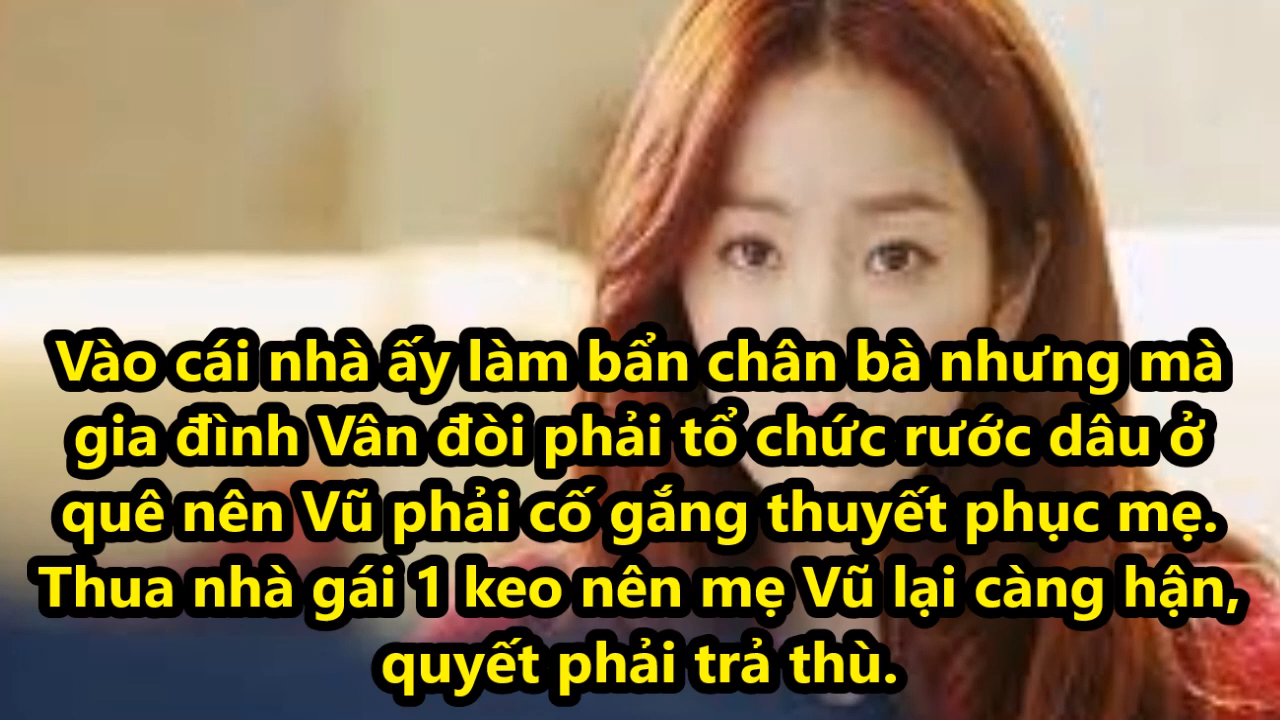 Vào cái nhà ấy làm bẩn chân bà nhưng mà
gia đình Vân đòi phải tổ chức rước dâu ở
quê nên Vũ phải cố gắng thuyết phục mẹ.
Thua nhà gái 1 keo nên mẹ Vũ lại càng hận,
quyết phải trả thù.